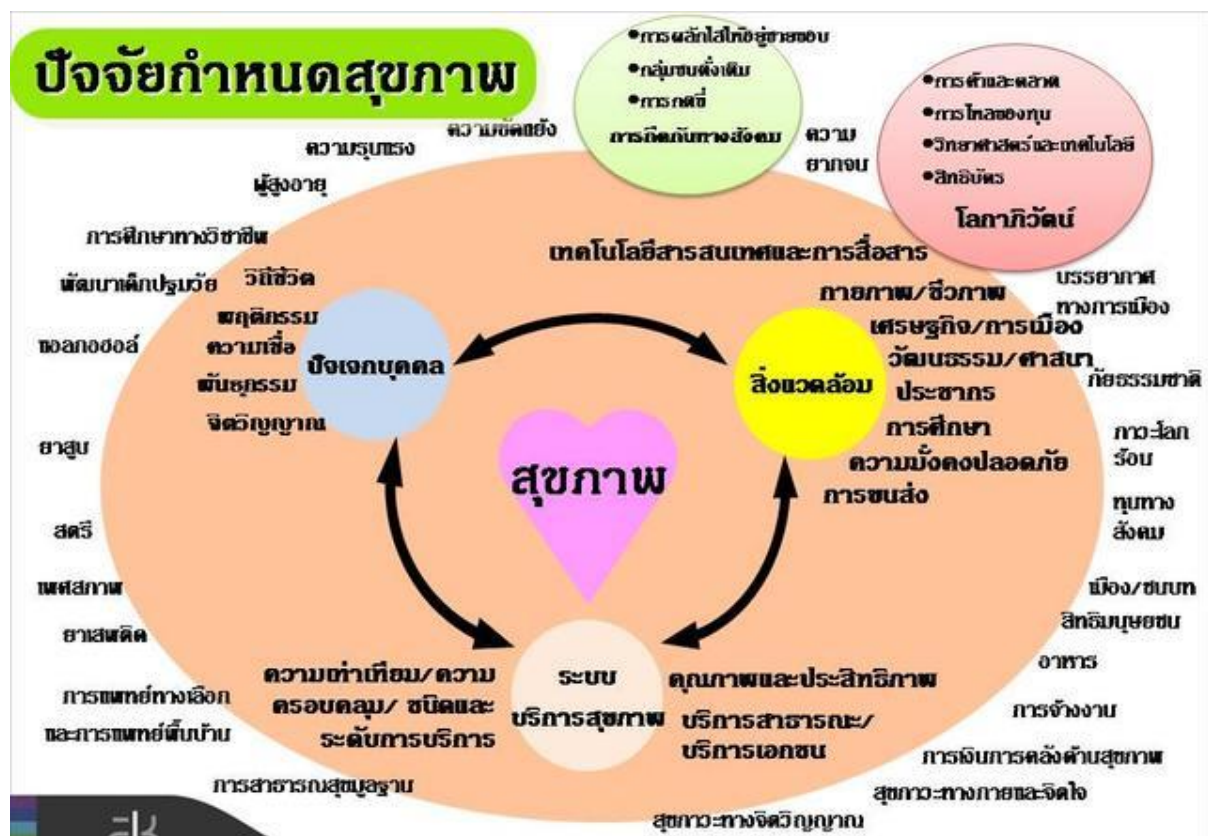 ปัจจัยกำหนดสุขภาพ
•การผลักไสให้อยู่ชายขอบ
•กลุ่มชนดั้งเดิม
•การกดขี่
การกีดกันทางสังคม
•การค้าและตลาด
•การไหลของทุน
•วิทยาศาสตร์และเทคโนโลยี
•สิทธิบัตร
โลกาภิวัตน์
ความขัดแย้ง
ความรุนแรง
ผู้สูงอายุ
การศึกษาทางวิชาชีพ
พัฒนาเด็กปฐมวัย
แอลกอฮอล์
ยาสูบ
สตรี
เพศสภาพ
ยาเสพติด
การแพทย์ทางเลือก
และการแพทย์พื้นบ้าน
การสาธารณสุขมูลฐาน
ความ
ยากจน
บรรยากาศ
ทางการเมือง
ภัยธรรมชาติ
ภาวะโลก
ร้อน
ทุนทาง
สังคม
เมือง/ชนบท
สิทธิมนุษยชน
อาหาร
การจ้างงาน
การเงินการคลังด้านสุขภาพ
สุขภาวะทางกายและจิตใจ
สุขภาวะทางจิตวิญญาณ
วิถีชีวิต
พฤติกรรม
ความเชื่อ
พันธุกรรม
จิตวิญญาณ
ปัจเจกบุคคล
เทคโนโลยีสารสนเทศและการสื่อสาร
กายภาพ/ชีวภาพ
เศรษฐกิจ/การเมือง
วัฒนธรรม/ศาสนา
ประชากร
การศึกษา
ความมั่งคงปลอดภัย
การขนส่ง
สิ่งแวดล้อม
สุขภาพ
ความเท่าเทียม/ความ
ครอบคลุม/ ชนิดและ
ระดับการบริการ
ระบบ
บริการสุขภาพ
คุณภาพและประสิทธิภาพ
บริการสาธารณะ/
บริการเอกชน